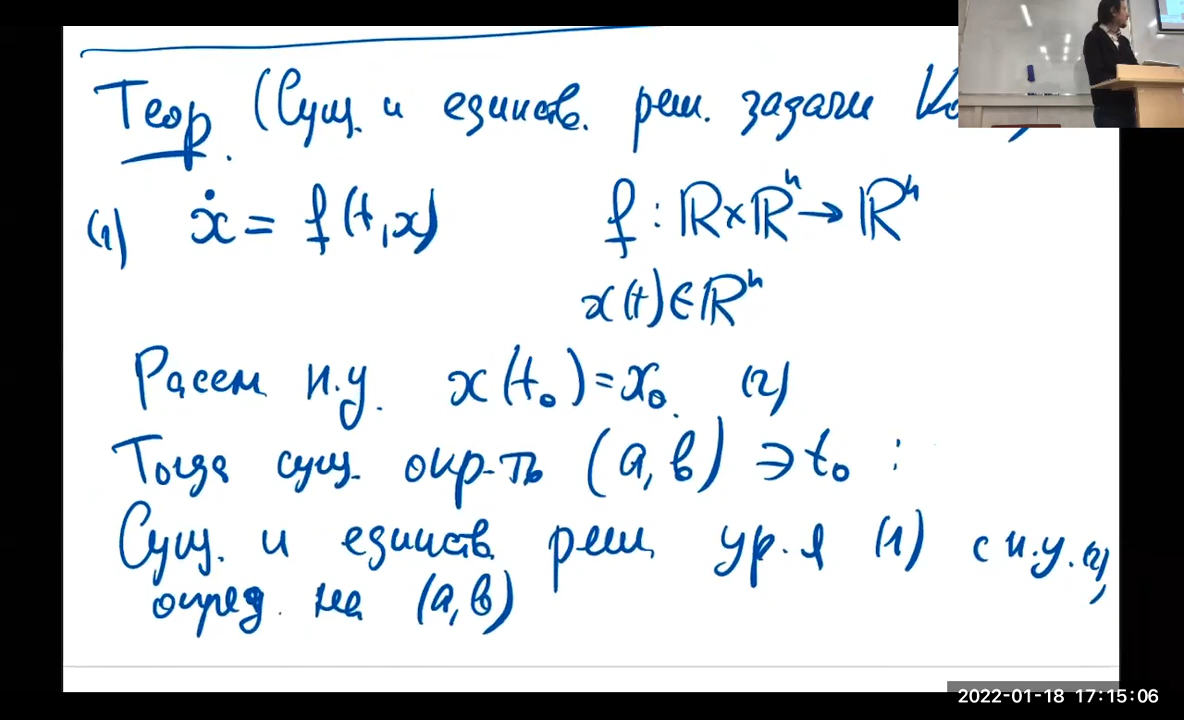 Теор. (Сущ. и единств. реш. задачи
(1) ẋ = f(t,x) f : ℝ×ℝⁿ → ℝⁿ
x(t)∈ℝⁿ
Рассм н.у. x(t₀)=x₀. (2)
Тогда сущ. окр-ть (a,b) ∋ t₀ :
Сущ. и единств реш. ур.я (1) с н.у.(2),
опред. на (a,b)
2022-01-18 17:15:06